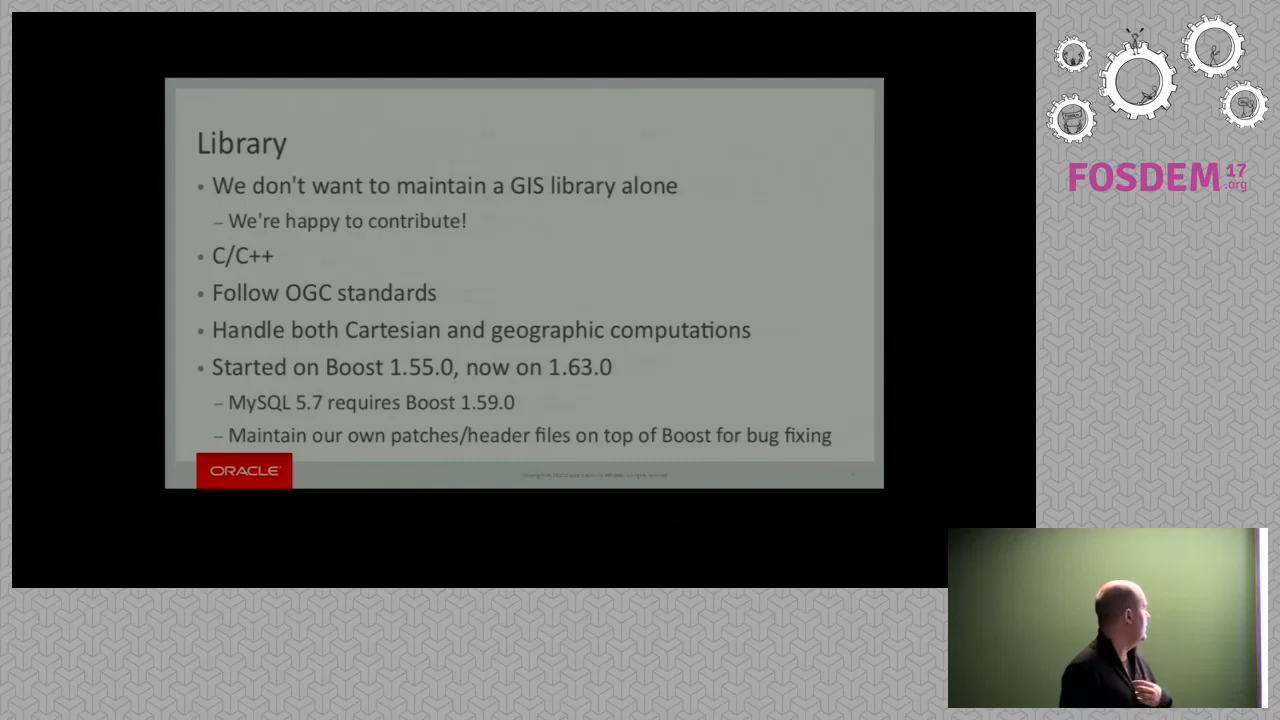 Library
• We don't want to maintain a GIS library alone
– We're happy to contribute!
• C/C++
• Follow OGC standards
• Handle both Cartesian and geographic computations
• Started on Boost 1.55.0, now on 1.63.0
– MySQL 5.7 requires Boost 1.59.0
– Maintain our own patches/header files on top of Boost for bug fixing
ORACLE
FOSDEM 17
.org